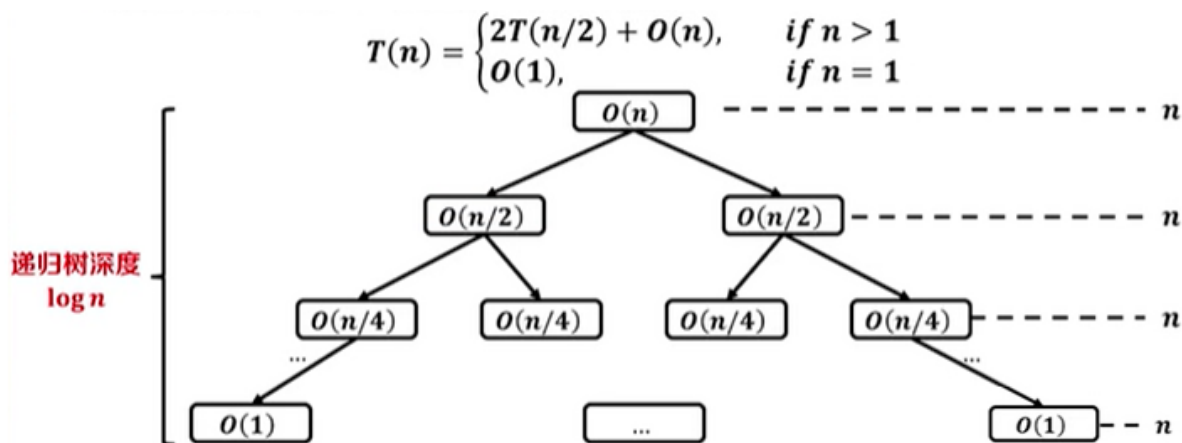 T(n) = { 2T(n/2) + O(n), if n > 1
O(1), if n = 1
O(n) n
O(n/2) O(n/2) n
递归树深度
log n
O(n/4) O(n/4) O(n/4) O(n/4) n
... ...
O(1) ... O(1) n